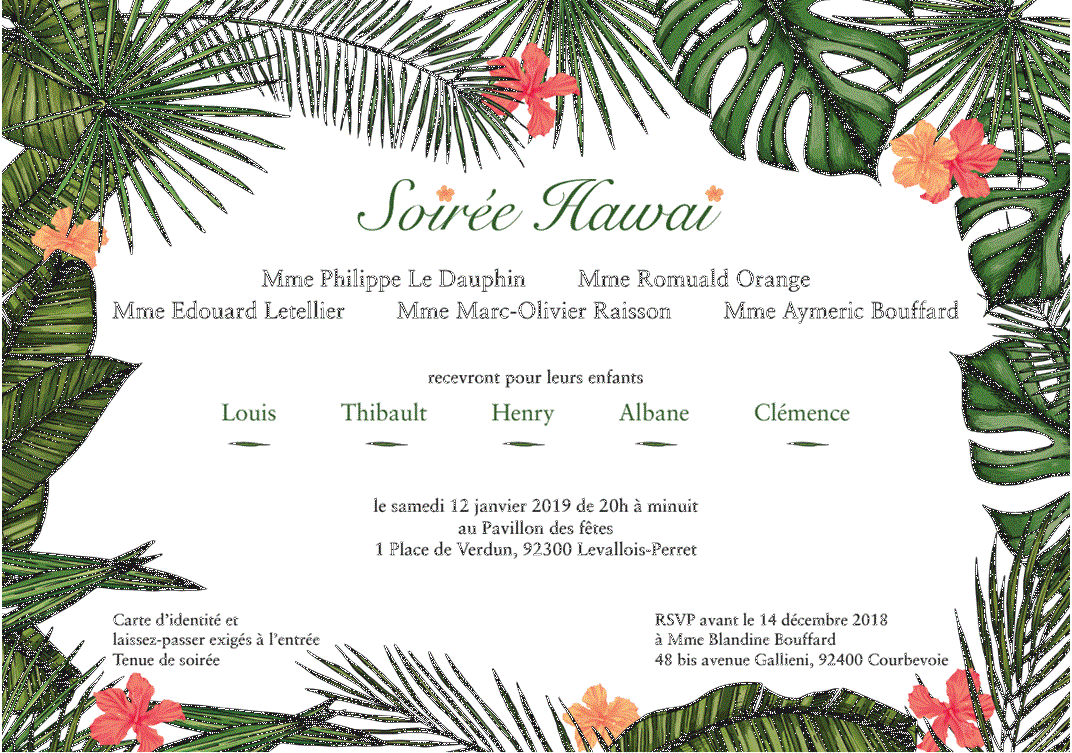 Soirée Hawai
Mme Philippe Le Dauphin Mme Romuald Orange
Mme Edouard Letellier Mme Marc-Olivier Raisson Mme Aymeric Bouffard
recevront pour leurs enfants
Louis Thibault Henry Albane Clémence
le samedi 12 janvier 2019 de 20h à minuit
au Pavillon des fêtes
1 Place de Verdun, 92300 Levallois-Perret
Carte d'identité et
laissez-passer exigés à l'entrée
Tenue de soirée
RSVP avant le 14 décembre 2018
à Mme Blandine Bouffard
48 bis avenue Gallieni, 92400 Courbevoie